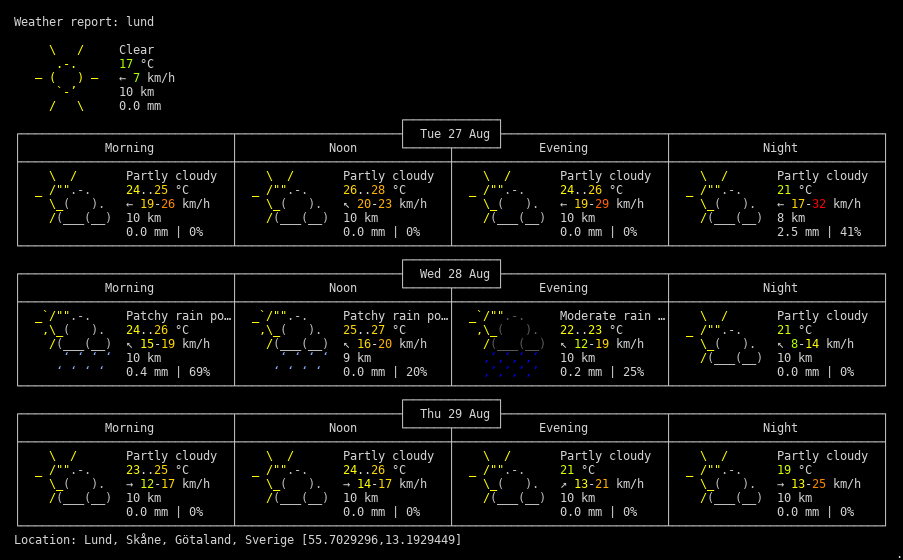 Weather report: lund
Clear
17 °C
← 7 km/h
10 km
0.0 mm
Tue 27 Aug
Morning Noon Evening Night
Partly cloudy Partly cloudy Partly cloudy Partly cloudy
24..25 °C 26..28 °C 24..26 °C 21 °C
← 19-26 km/h ↖ 20-23 km/h ← 19-29 km/h ← 17-32 km/h
10 km 10 km 10 km 8 km
0.0 mm | 0% 0.0 mm | 0% 0.0 mm | 0% 2.5 mm | 41%
Wed 28 Aug
Morning Noon Evening Night
Patchy rain po… Patchy rain po… Moderate rain … Partly cloudy
24..26 °C 25..27 °C 22..23 °C 21 °C
↖ 15-19 km/h ↖ 16-20 km/h ↖ 12-19 km/h ↖ 8-14 km/h
10 km 9 km 10 km 10 km
0.4 mm | 69% 0.0 mm | 20% 0.2 mm | 25% 0.0 mm | 0%
Thu 29 Aug
Morning Noon Evening Night
Partly cloudy Partly cloudy Partly cloudy Partly cloudy
23..25 °C 24..26 °C 21 °C 19 °C
→ 12-17 km/h → 14-17 km/h ↗ 13-21 km/h → 13-25 km/h
10 km 10 km 10 km 10 km
0.0 mm | 0% 0.0 mm | 0% 0.0 mm | 0% 0.0 mm | 0%
Location: Lund, Skåne, Götaland, Sverige [55.7029296,13.1929449]